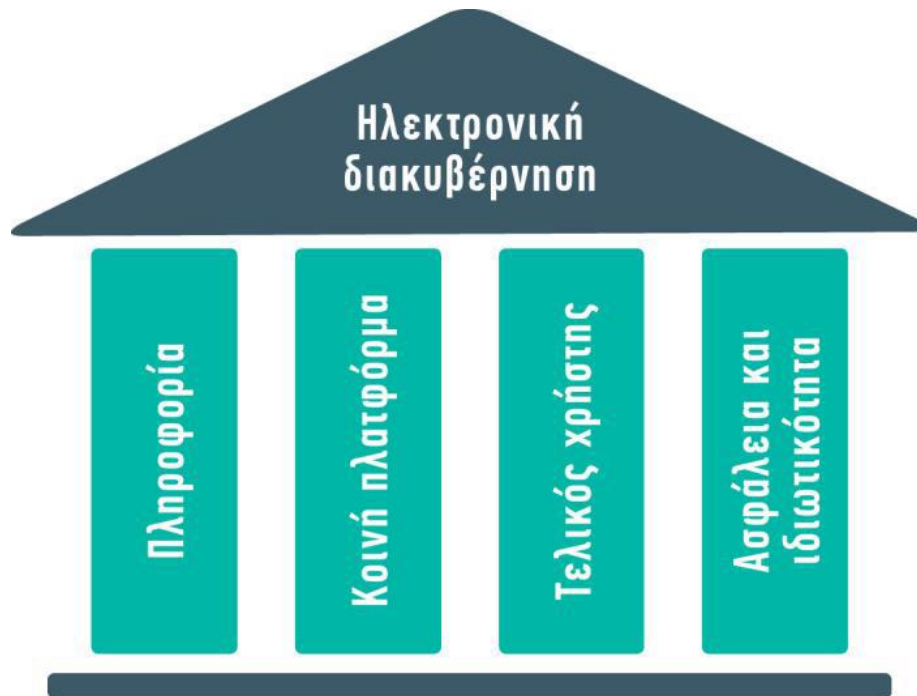 Ηλεκτρονική
διακυβέρνηση
Πληροφορία
Κοινή πλατφόρμα
Τελικός χρήστης
Ασφάλεια και
ιδιωτικότητα